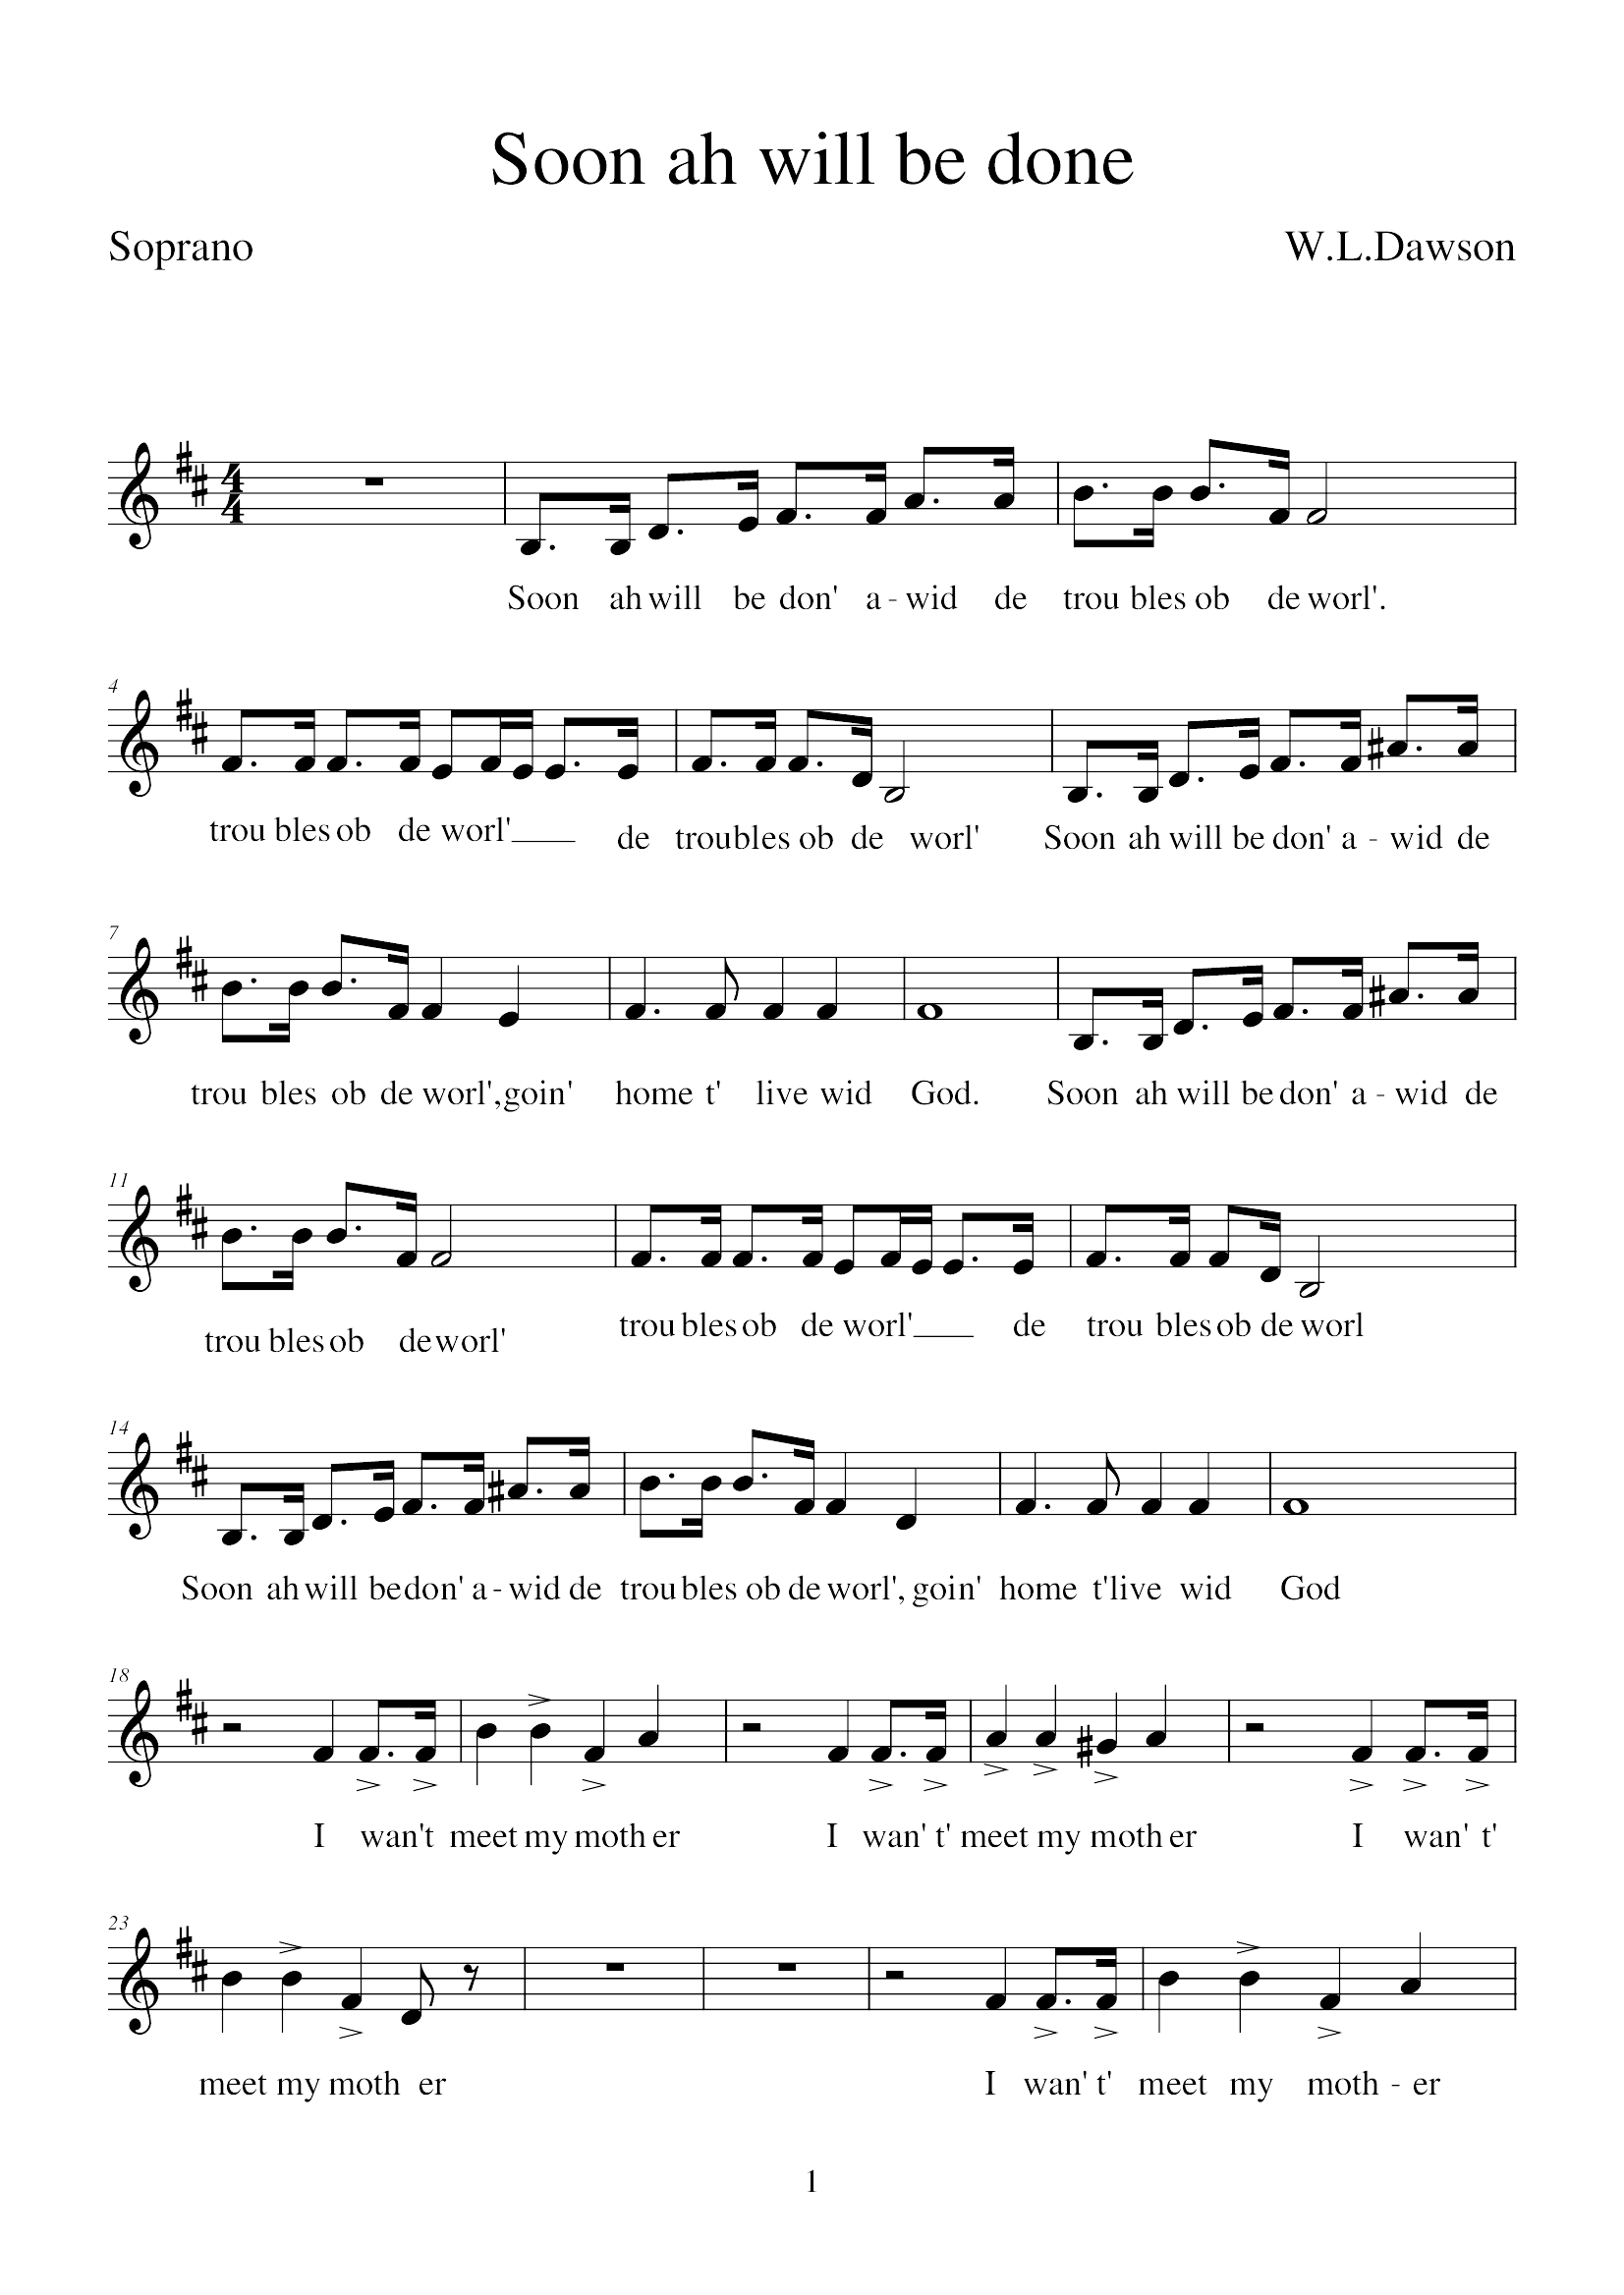 Soon ah will be done
Soprano W.L.Dawson
4
4
Soon ah will be don' a - wid de trou bles ob de worl'.
4
trou bles ob de worl' ___ de troubles ob de worl' Soon ah will be don' a - wid de
7
trou bles ob de worl', goin' home t' live wid God. Soon ah will be don' a - wid de
11
trou bles ob de worl' trou bles ob de worl' ___ de trou bles ob de worl
14
Soon ah will be don' a - wid de trou bles ob de worl', goin' home t'live wid God
18
I wan't meet my moth er I wan' t' meet my moth er I wan' t'
23
meet my moth er I wan' t' meet my moth - er
1